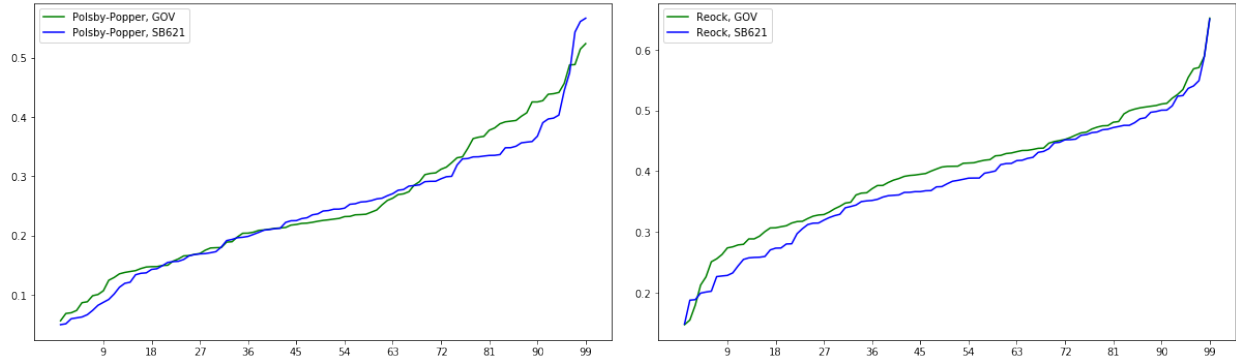 Polsby-Popper, GOV
Polsby-Popper, SB621
0.5
0.4
0.3
0.2
0.1
9 18 27 36 45 54 63 72 81 90 99
Reock, GOV
Reock, SB621
0.6
0.5
0.4
0.3
0.2
9 18 27 36 45 54 63 72 81 90 99